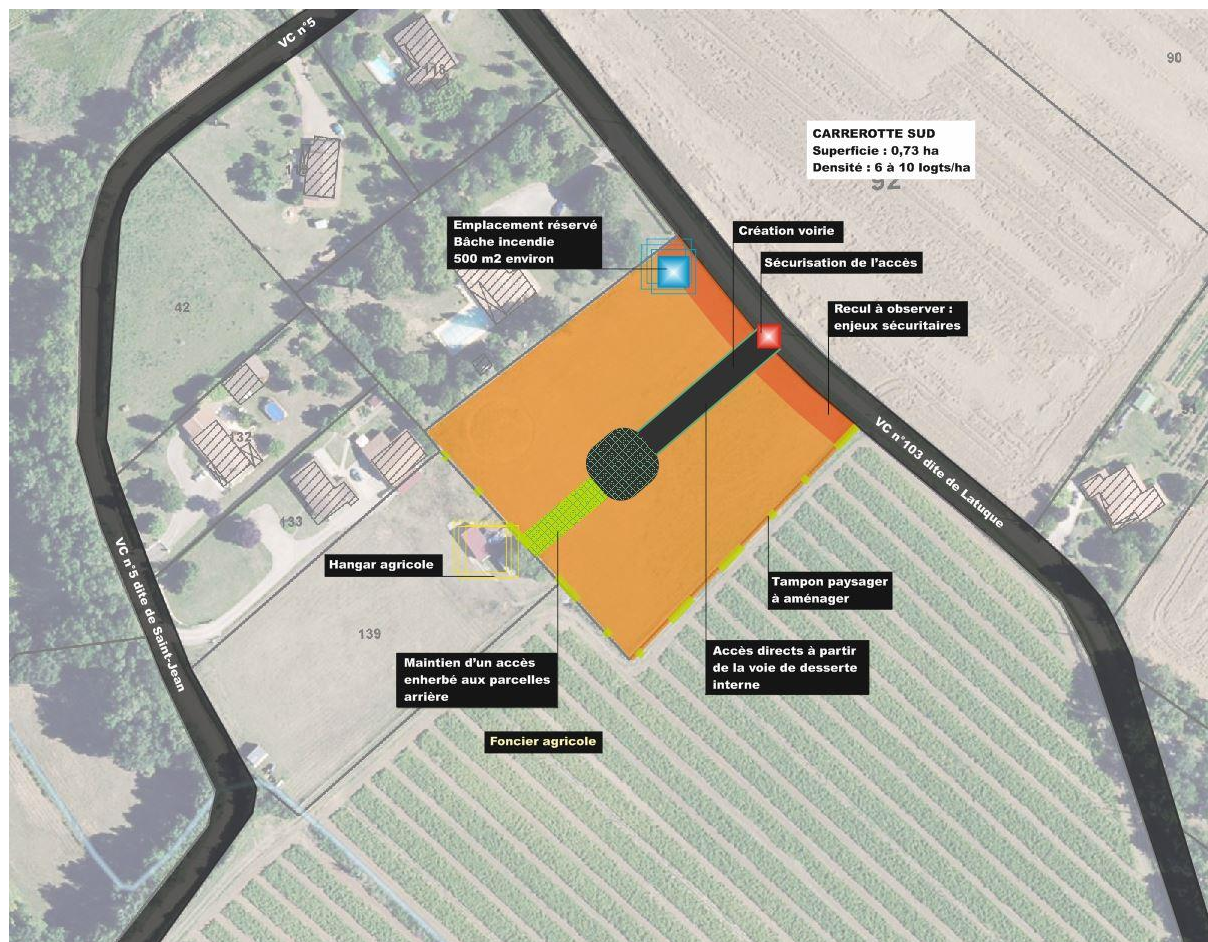 VC n°5
113
90
CARREROTTE SUD
Superficie : 0,73 ha
Densité : 6 à 10 logts/ha
92
Emplacement réservé
Bâche incendie
500 m2 environ
Création voirie
Sécurisation de l'accès
Recul à observer :
enjeux sécuritaires
42
132
VC n°103 dite de Latuque
133
Hangar agricole
VC n°5 dite de Saint-Jean
Tampon paysager
à aménager
139
Accès directs à partir
de la voie de desserte
interne
Maintien d'un accès
enherbé aux parcelles
arrière
Foncier agricole